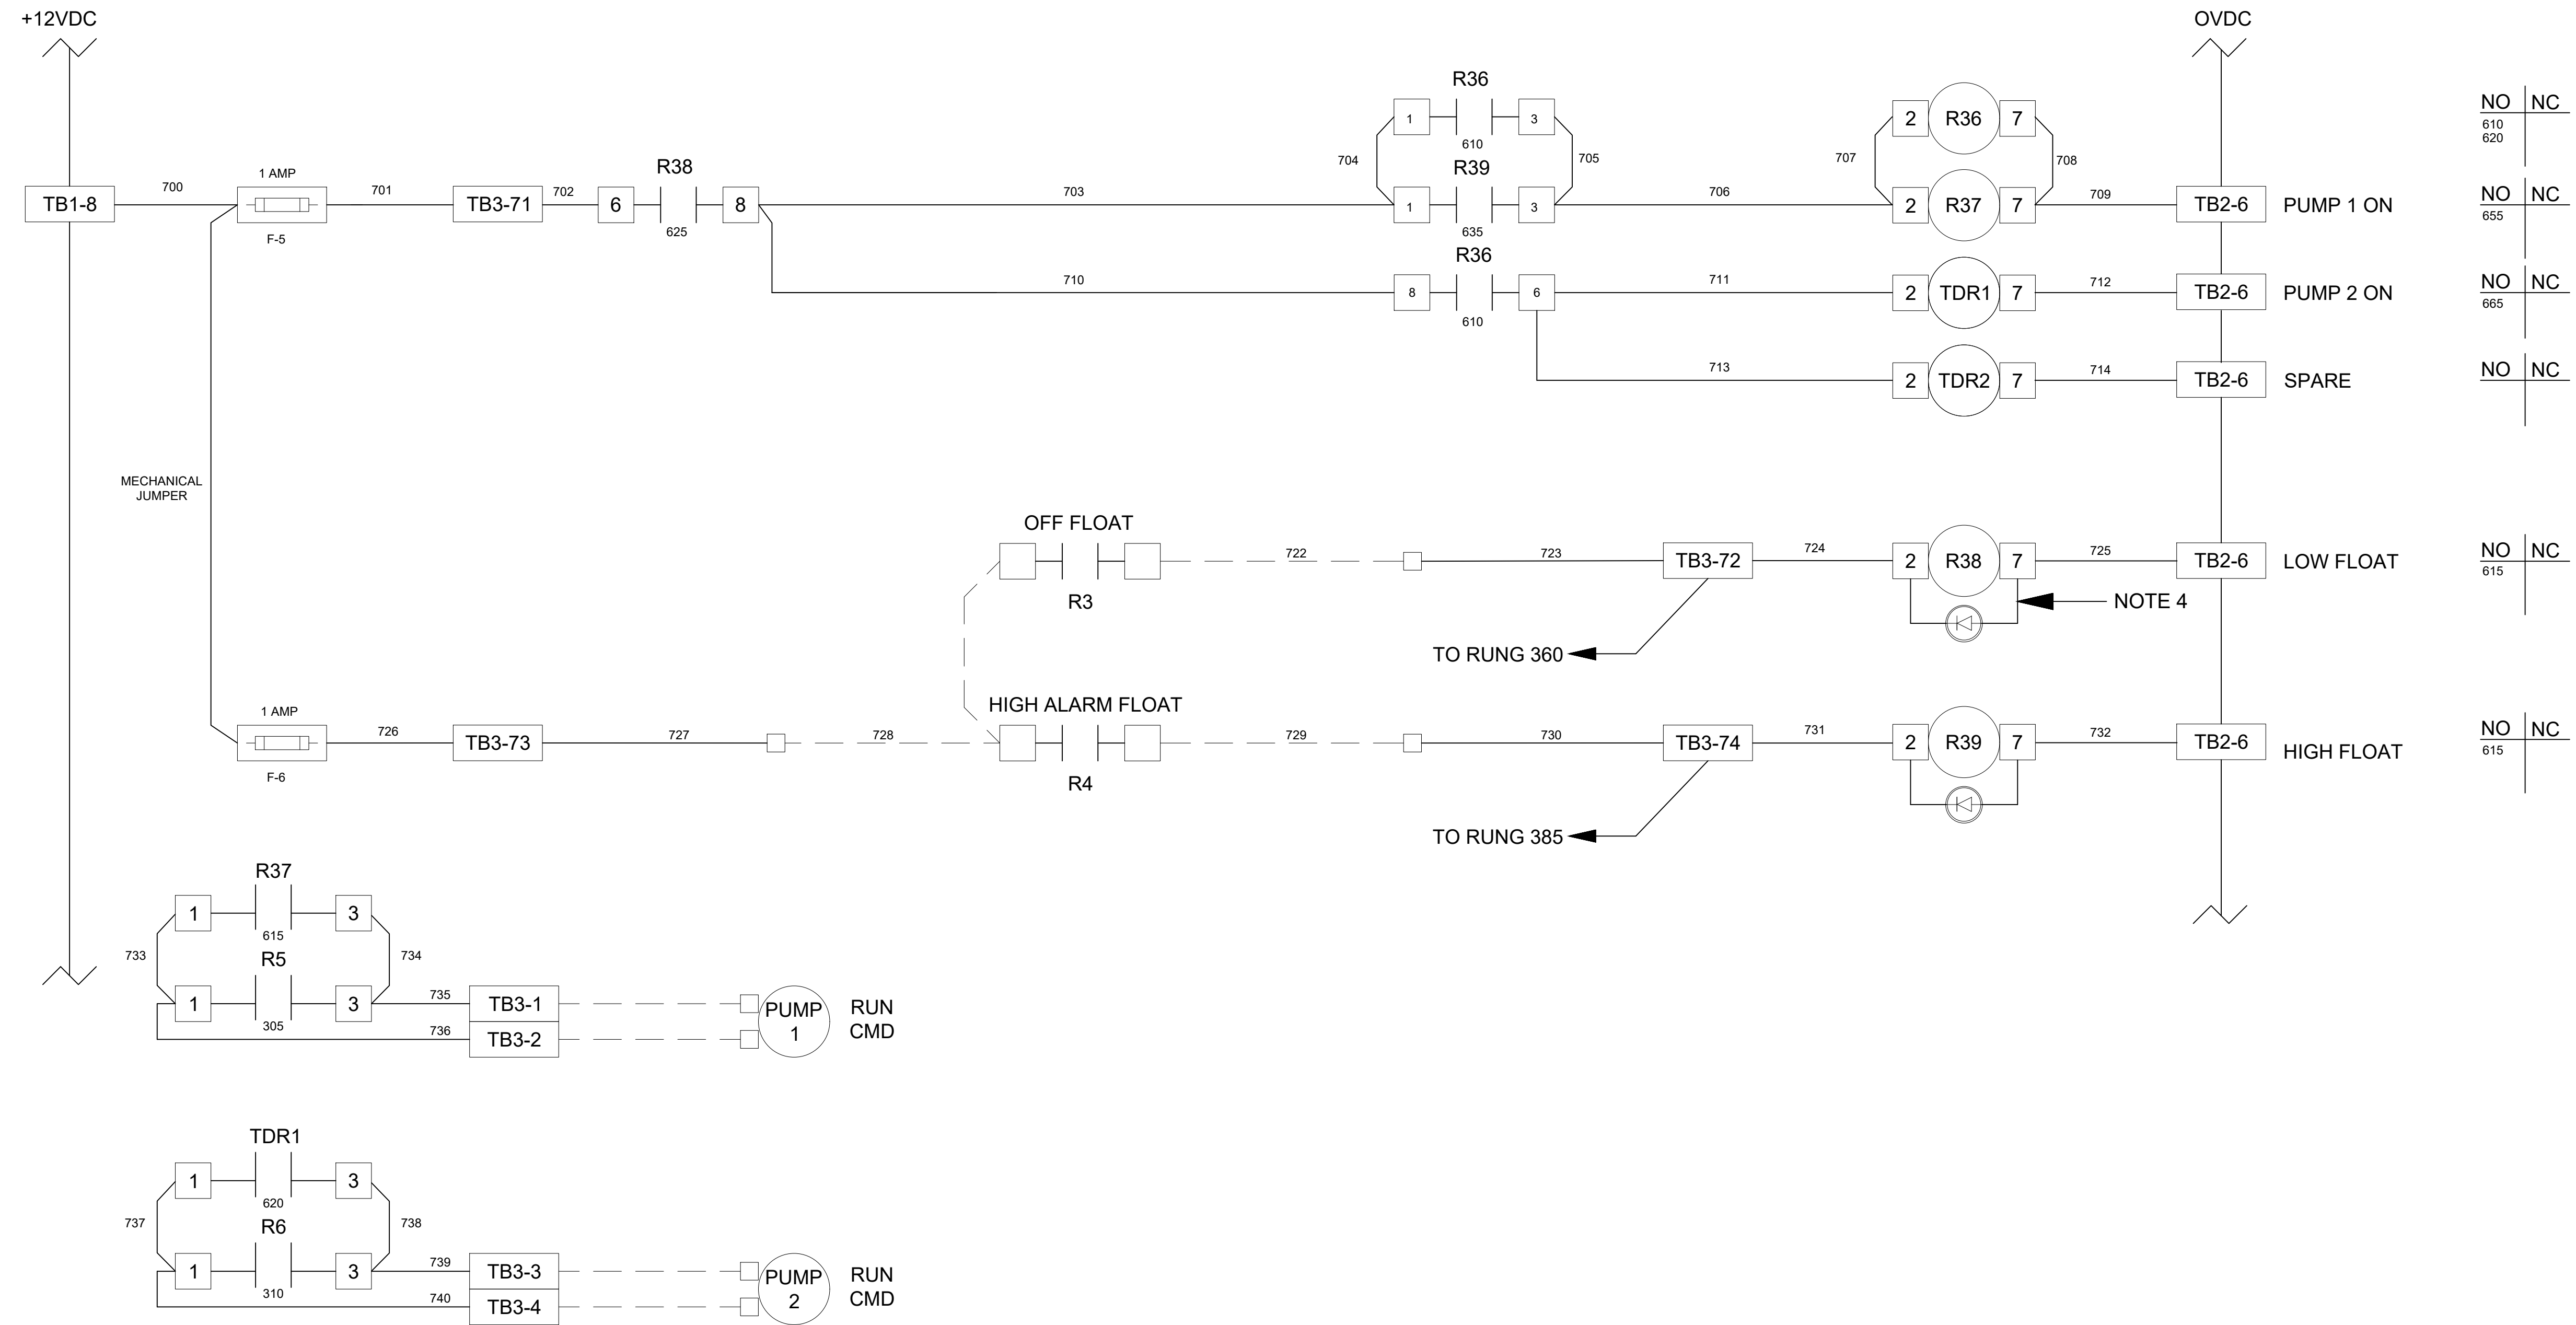 +12VDC
OVDC
R36
1
3
610
R36
2
7
NO NC
610
620
704
705
707
708
TB1-8
700
1 AMP
F-5
701
TB3-71
702
6
R38
8
625
703
R39
1
3
635
706
2
R37
7
709
TB2-6
PUMP 1 ON
NO NC
655
710
R36
8
6
610
711
2
TDR1
7
712
TB2-6
PUMP 2 ON
NO NC
665
713
2
TDR2
7
714
TB2-6
SPARE
NO NC
MECHANICAL
JUMPER
OFF FLOAT
R3
722
723
TB3-72
724
2
R38
7
725
TB2-6
LOW FLOAT
NO NC
615
NOTE 4
TO RUNG 360
1 AMP
F-6
726
TB3-73
727
728
HIGH ALARM FLOAT
R4
729
730
TB3-74
731
2
R39
7
732
TB2-6
HIGH FLOAT
NO NC
615
TO RUNG 385
R37
1
3
615
733
734
R5
1
3
305
735
TB3-1
736
TB3-2
PUMP
1
RUN
CMD
TDR1
1
3
620
737
738
R6
1
3
310
739
TB3-3
740
TB3-4
PUMP
2
RUN
CMD